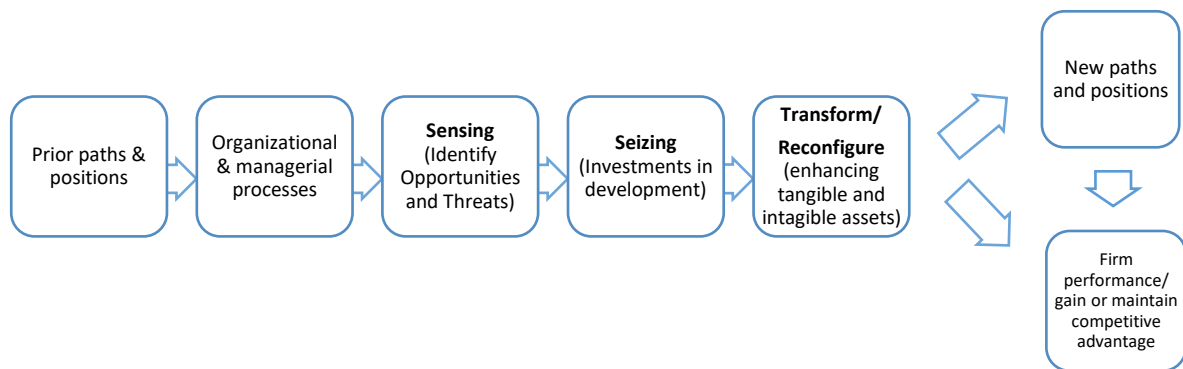 Prior paths &
positions
Organizational
& managerial
processes
Sensing
(Identify
Opportunities
and Threats)
Seizing
(Investments in
development)
Transform/
Reconfigure
(enhancing
tangible and
intagible assets)
New paths
and positions
Firm
performance/
gain or maintain
competitive
advantage